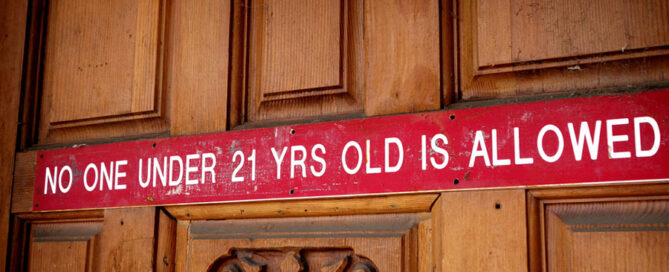 NO ONE UNDER 21 YRS OLD IS ALLOWED